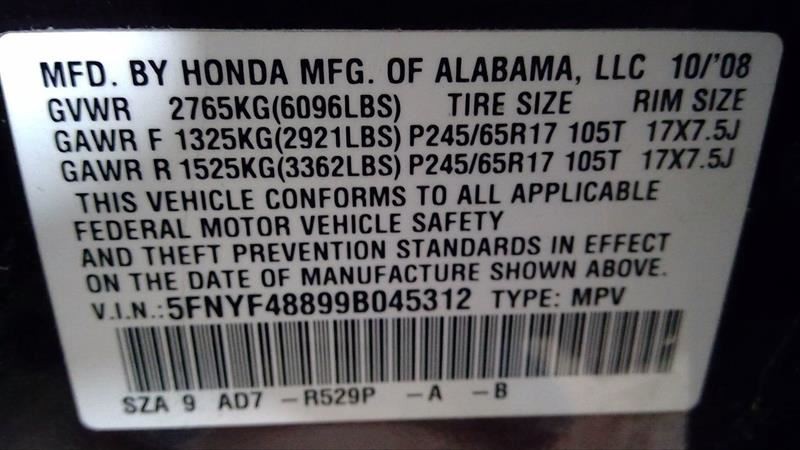 MFD. BY HONDA MFG. OF ALABAMA, LLC 10/'08
GVWR 2765KG(6096LBS) TIRE SIZE RIM SIZE
GAWR F 1325KG(2921LBS) P245/65R17 105T 17X7.5J
GAWR R 1525KG(3362LBS) P245/65R17 105T 17X7.5J
THIS VEHICLE CONFORMS TO ALL APPLICABLE
FEDERAL MOTOR VEHICLE SAFETY
AND THEFT PREVENTION STANDARDS IN EFFECT
ON THE DATE OF MANUFACTURE SHOWN ABOVE.
V.I.N.:5FNYF48899B045312 TYPE: MPV
SZA 9 AD7 -R529P -A -B